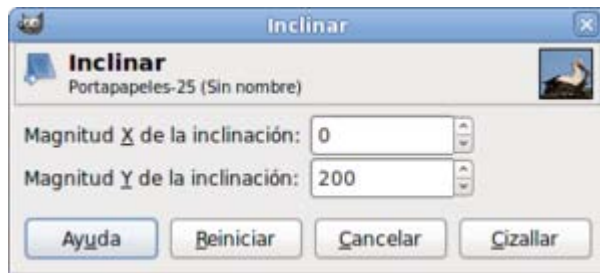 Inclinar
Inclinar
Portapapeles-25 (Sin nombre)
Magnitud X de la inclinación: 0
Magnitud Y de la inclinación: 200
Ayuda Reiniciar Cancelar Cizallar